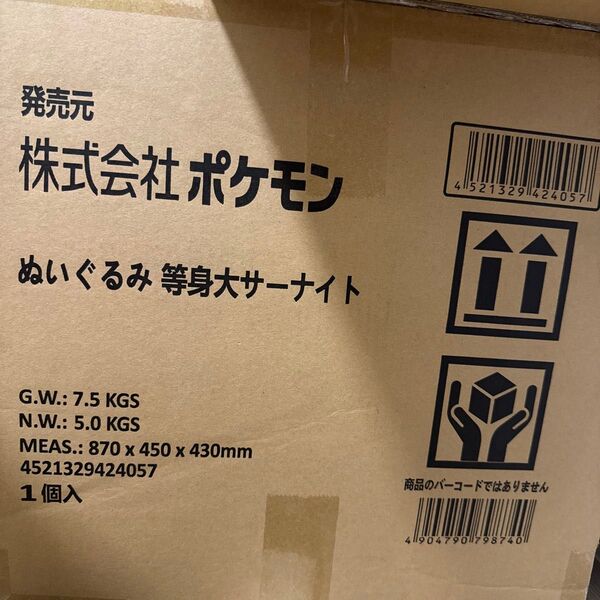 発売元
株式会社ポケモン
4521329424057
ぬいぐるみ 等身大サーナイト
G.W.: 7.5 KGS
N.W.: 5.0 KGS
MEAS.: 870 x 450 x 430mm
4521329424057
1個入
商品のバーコードではありません
4904790798740